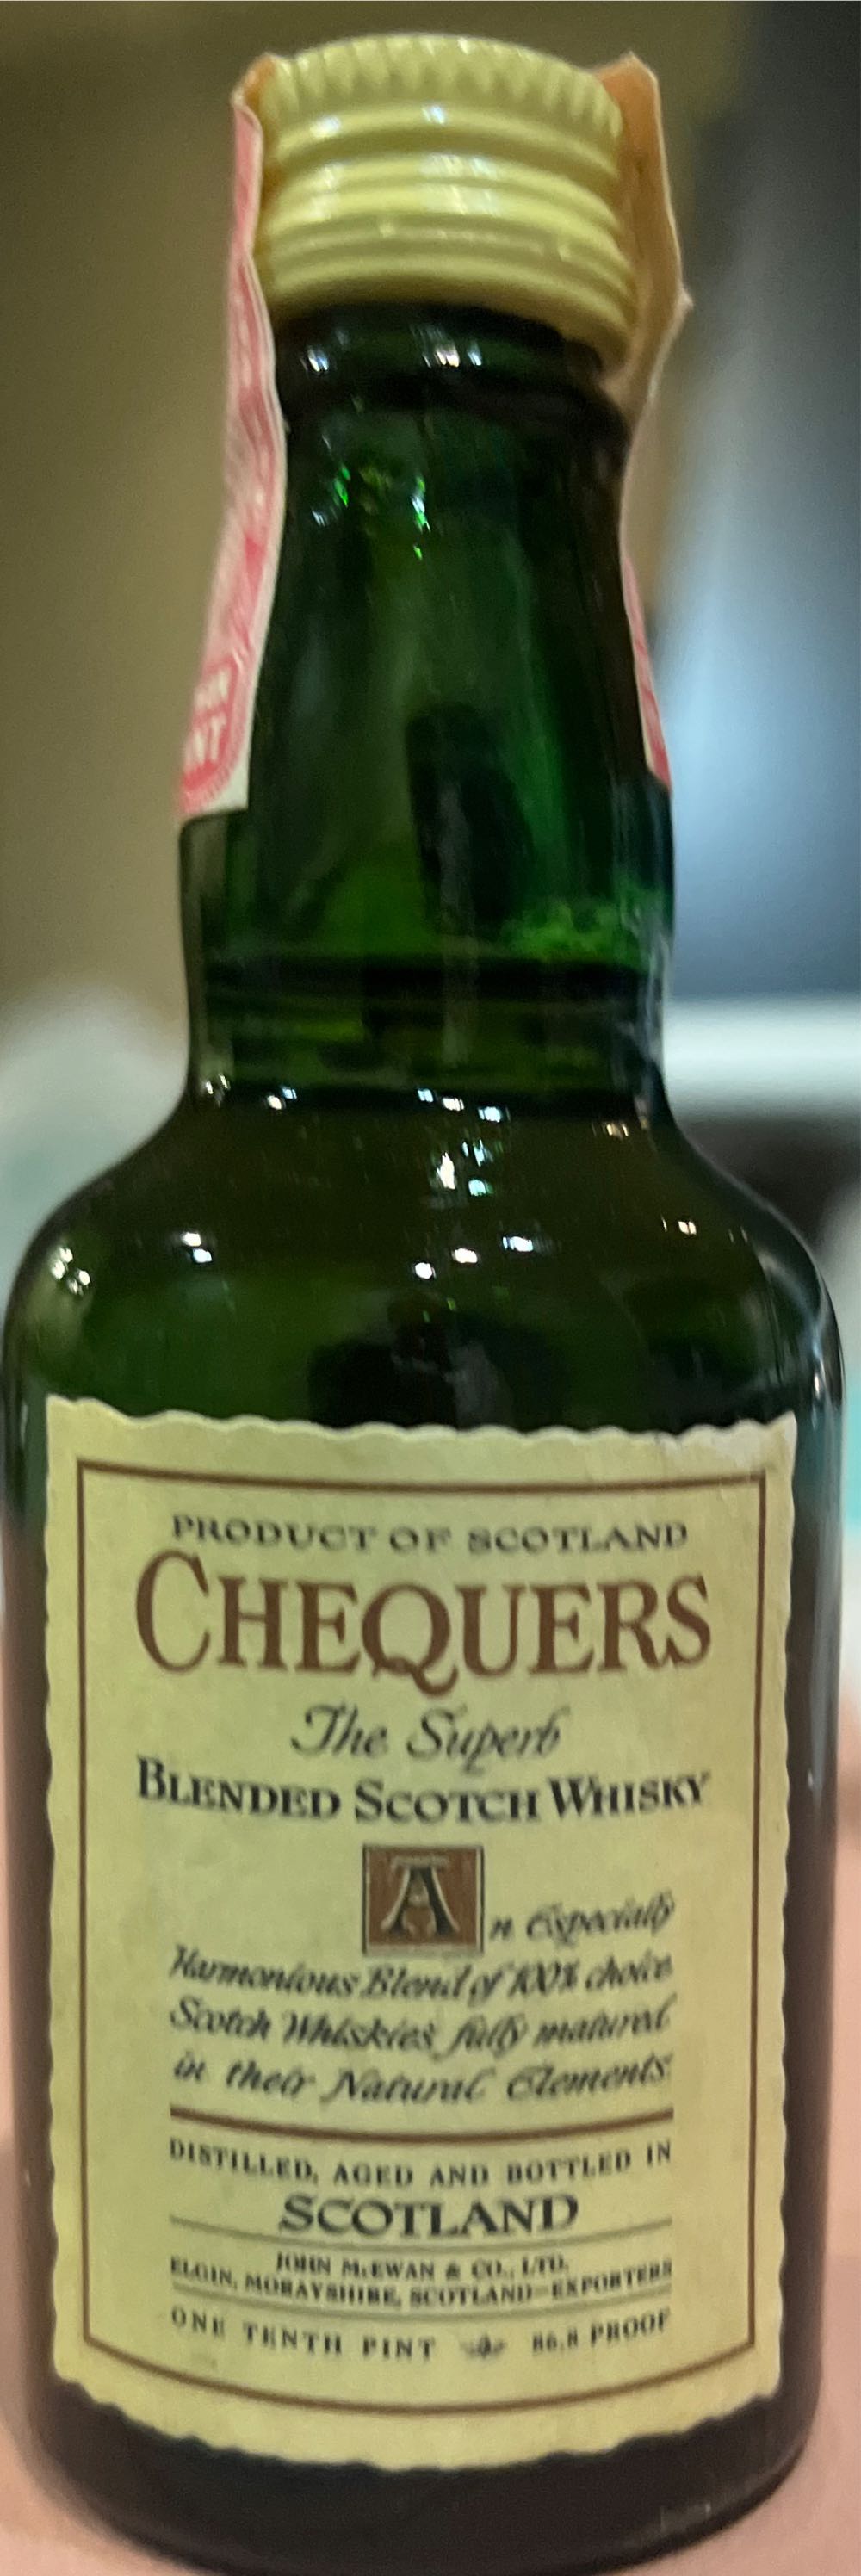 NT
PRODUCT OF SCOTLAND
CHEQUERS
The Superb
BLENDED SCOTCH WHISKY
An Especially
Harmonious Blend of 100% choice
Scotch Whiskies fully matured
in their Natural Elements
DISTILLED, AGED AND BOTTLED IN
SCOTLAND
JOHN McEWAN & CO., LTD.
ELGIN, MORAYSHIRE, SCOTLAND—EXPORTERS
ONE TENTH PINT 86.8 PROOF